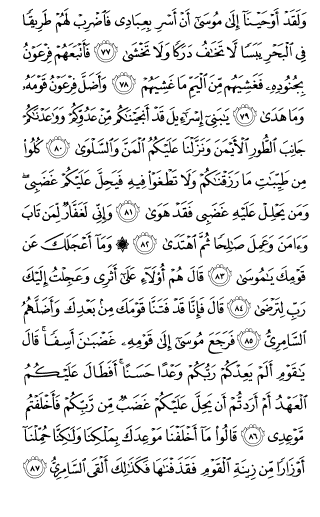 وَلَقَدْ أَوْحَيْنَآ إِلَىٰ مُوسَىٰٓ أَنْ أَسْرِ بِعِبَادِى فَٱضْرِبْ لَهُمْ طَرِيقًا
فِى ٱلْبَحْرِ يَبَسًا لَّا تَخَٰفُ دَرَكًا وَلَا تَخْشَىٰ ٧٧ فَأَتْبَعَهُمْ فِرْعَوْنُ
بِجُنُودِهِۦ فَغَشِيَهُم مِّنَ ٱلْيَمِّ مَا غَشِيَهُمْ ٧٨ وَأَضَلَّ فِرْعَوْنُ قَوْمَهُۥ
وَمَا هَدَىٰ ٧٩ يَٰبَنِىٓ إِسْرَٰٓءِيلَ قَدْ أَنجَيْنَٰكُم مِّنْ عَدُوِّكُمْ وَوَٰعَدْنَٰكُمْ
جَانِبَ ٱلطُّورِ ٱلْأَيْمَنَ وَنَزَّلْنَا عَلَيْكُمُ ٱلْمَنَّ وَٱلسَّلْوَىٰ ٨٠ كُلُوا۟
مِن طَيِّبَٰتِ مَا رَزَقْنَٰكُمْ وَلَا تَطْغَوْا۟ فِيهِ فَيَحِلَّ عَلَيْكُمْ غَضَبِى ۖ
وَمَن يَحْلِلْ عَلَيْهِ غَضَبِى فَقَدْ هَوَىٰ ٨١ وَإِنِّى لَغَفَّارٌ لِّمَن تَابَ
وَءَامَنَ وَعَمِلَ صَٰلِحًا ثُمَّ ٱهْتَدَىٰ ٨٢ ۞ وَمَآ أَعْجَلَكَ عَن
قَوْمِكَ يَٰمُوسَىٰ ٨٣ قَالَ هُمْ أُو۟لَآءِ عَلَىٰٓ أَثَرِى وَعَجِلْتُ إِلَيْكَ
رَبِّ لِتَرْضَىٰ ٨٤ قَالَ فَإِنَّا قَدْ فَتَنَّا قَوْمَكَ مِنۢ بَعْدِكَ وَأَضَلَّهُمُ
ٱلسَّامِرِىُّ ٨٥ فَرَجَعَ مُوسَىٰٓ إِلَىٰ قَوْمِهِۦ غَضْبَٰنَ أَسِفًا ۚ قَالَ
يَٰقَوْمِ أَلَمْ يَعِدْكُمْ رَبُّكُمْ وَعْدًا حَسَنًا ۚ أَفَطَالَ عَلَيْكُمُ
ٱلْعَهْدُ أَمْ أَرَدتُّمْ أَن يَحِلَّ عَلَيْكُمْ غَضَبٌ مِّن رَّبِّكُمْ فَأَخْلَفْتُم
مَّوْعِدِى ٨٦ قَالُوا۟ مَآ أَخْلَفْنَا مَوْعِدَكَ بِمَلْكِنَا وَلَٰكِنَّا حُمِّلْنَآ
أَوْزَارًا مِّن زِينَةِ ٱلْقَوْمِ فَقَذَفْنَٰهَا فَكَذَٰلِكَ أَلْقَى ٱلسَّامِرِىُّ ٨٧